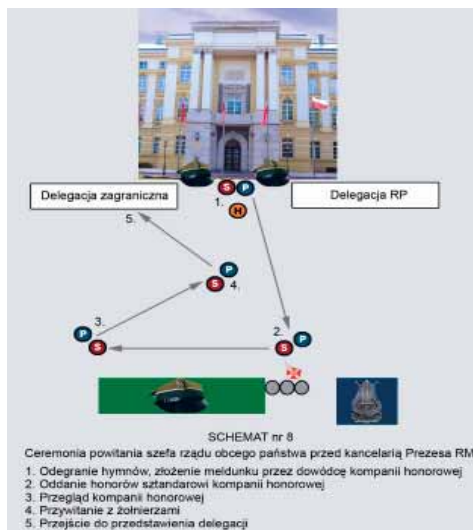 S P
1.
H
Delegacja zagraniczna
Delegacja RP
5.
P
S 4.
P 3.
S
2. P
S
SCHEMAT nr 8
Ceremonia powitania szefa rządu obcego państwa przed kancelarią Prezesa RM
1. Odegranie hymnów, złożenie meldunku przez dowódcę kompanii honorowej
2. Oddanie honorów sztandarowi kompanii honorowej
3. Przegląd kompanii honorowej
4. Przywitanie z żołnierzami
5. Przejście do przedstawienia delegacji